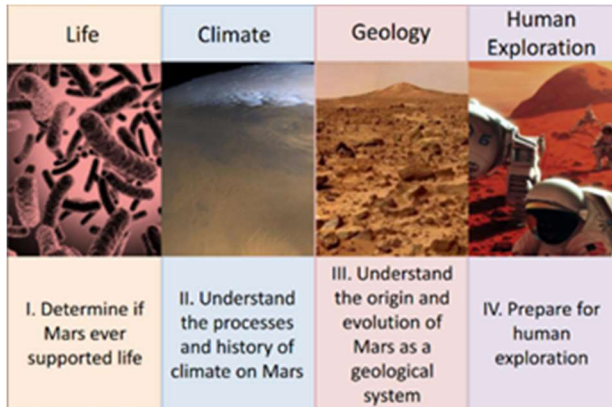 Life
Climate
Geology
Human
Exploration
I. Determine if
Mars ever
supported life
II. Understand
the processes
and history of
climate on Mars
III. Understand
the origin and
evolution of
Mars as a
geological
system
IV. Prepare for
human
exploration